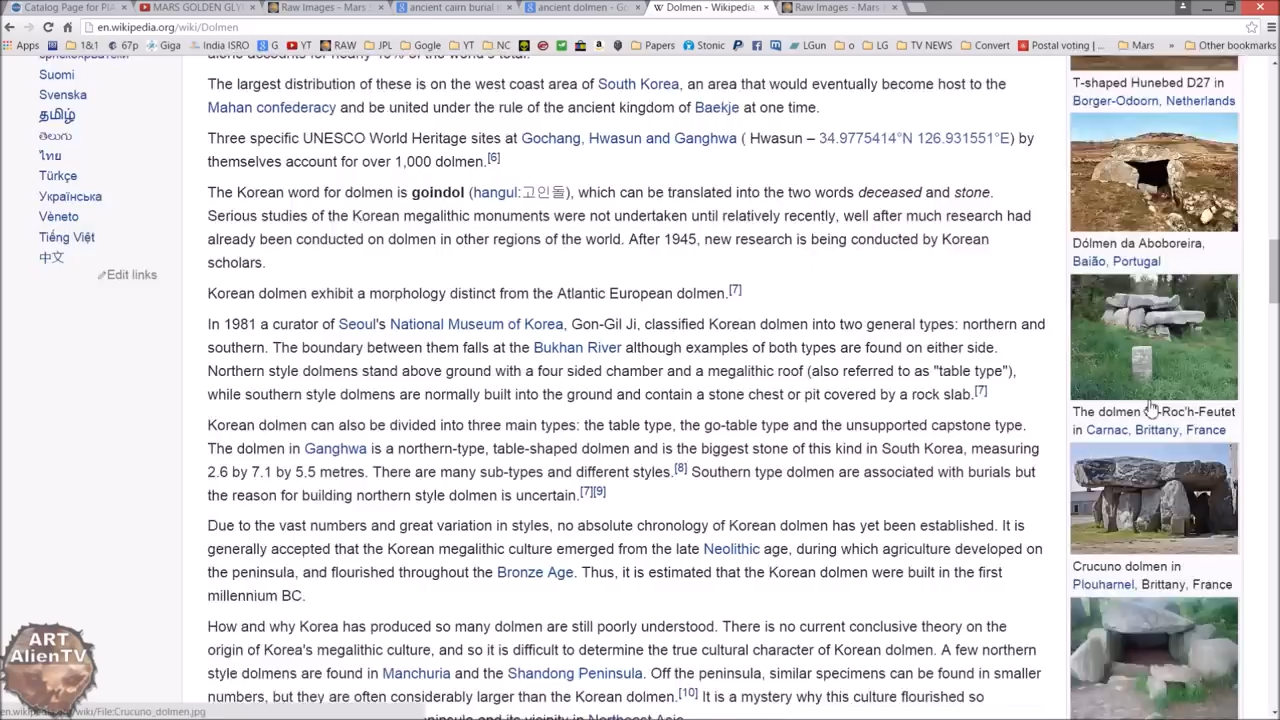 Catalog Page for PIA
MARS GOLDEN GLY
Raw Images - Mars
ancient cairn burial
ancient dolmen - Go
Dolmen - Wikipedia,
Raw Images - Mars
en.wikipedia.org/wiki/Dolmen
Apps 1&1 67p Giga India ISRO G YT RAW JPL Gogle YT NC Papers Stonic LGun o LG TV NEWS Convert Postal voting |... Mars » Other bookmarks
Suomi
Svenska
தமிழ்
తెలుగు
ไทย
Türkçe
Українська
Vèneto
Tiếng Việt
中文
Edit links
The largest distribution of these is on the west coast area of South Korea, an area that would eventually become host to the
Mahan confederacy and be united under the rule of the ancient kingdom of Baekje at one time.
Three specific UNESCO World Heritage sites at Gochang, Hwasun and Ganghwa ( Hwasun – 34.9775414°N 126.931551°E) by
themselves account for over 1,000 dolmen.[6]
The Korean word for dolmen is goindol (hangul:고인돌), which can be translated into the two words deceased and stone.
Serious studies of the Korean megalithic monuments were not undertaken until relatively recently, well after much research had
already been conducted on dolmen in other regions of the world. After 1945, new research is being conducted by Korean
scholars.
Korean dolmen exhibit a morphology distinct from the Atlantic European dolmen.[7]
In 1981 a curator of Seoul's National Museum of Korea, Gon-Gil Ji, classified Korean dolmen into two general types: northern and
southern. The boundary between them falls at the Bukhan River although examples of both types are found on either side.
Northern style dolmens stand above ground with a four sided chamber and a megalithic roof (also referred to as "table type"),
while southern style dolmens are normally built into the ground and contain a stone chest or pit covered by a rock slab.[7]
Korean dolmen can also be divided into three main types: the table type, the go-table type and the unsupported capstone type.
The dolmen in Ganghwa is a northern-type, table-shaped dolmen and is the biggest stone of this kind in South Korea, measuring
2.6 by 7.1 by 5.5 metres. There are many sub-types and different styles.[8] Southern type dolmen are associated with burials but
the reason for building northern style dolmen is uncertain.[7][9]
Due to the vast numbers and great variation in styles, no absolute chronology of Korean dolmen has yet been established. It is
generally accepted that the Korean megalithic culture emerged from the late Neolithic age, during which agriculture developed on
the peninsula, and flourished throughout the Bronze Age. Thus, it is estimated that the Korean dolmen were built in the first
millennium BC.
How and why Korea has produced so many dolmen are still poorly understood. There is no current conclusive theory on the
origin of Korea's megalithic culture, and so it is difficult to determine the true cultural character of Korean dolmen. A few northern
style dolmens are found in Manchuria and the Shandong Peninsula. Off the peninsula, similar specimens can be found in smaller
numbers, but they are often considerably larger than the Korean dolmen.[10] It is a mystery why this culture flourished so
T-shaped Hunebed D27 in
Borger-Odoorn, Netherlands
Dólmen da Aboboreira,
Baião, Portugal
The dolmen -Roc'h-Feutet
in Carnac, Brittany, France
Crucuno dolmen in
Plouharnel, Brittany, France
ART
AlienTV
en.wikipedia.org/wiki/File:Crucuno_dolmen.jpg